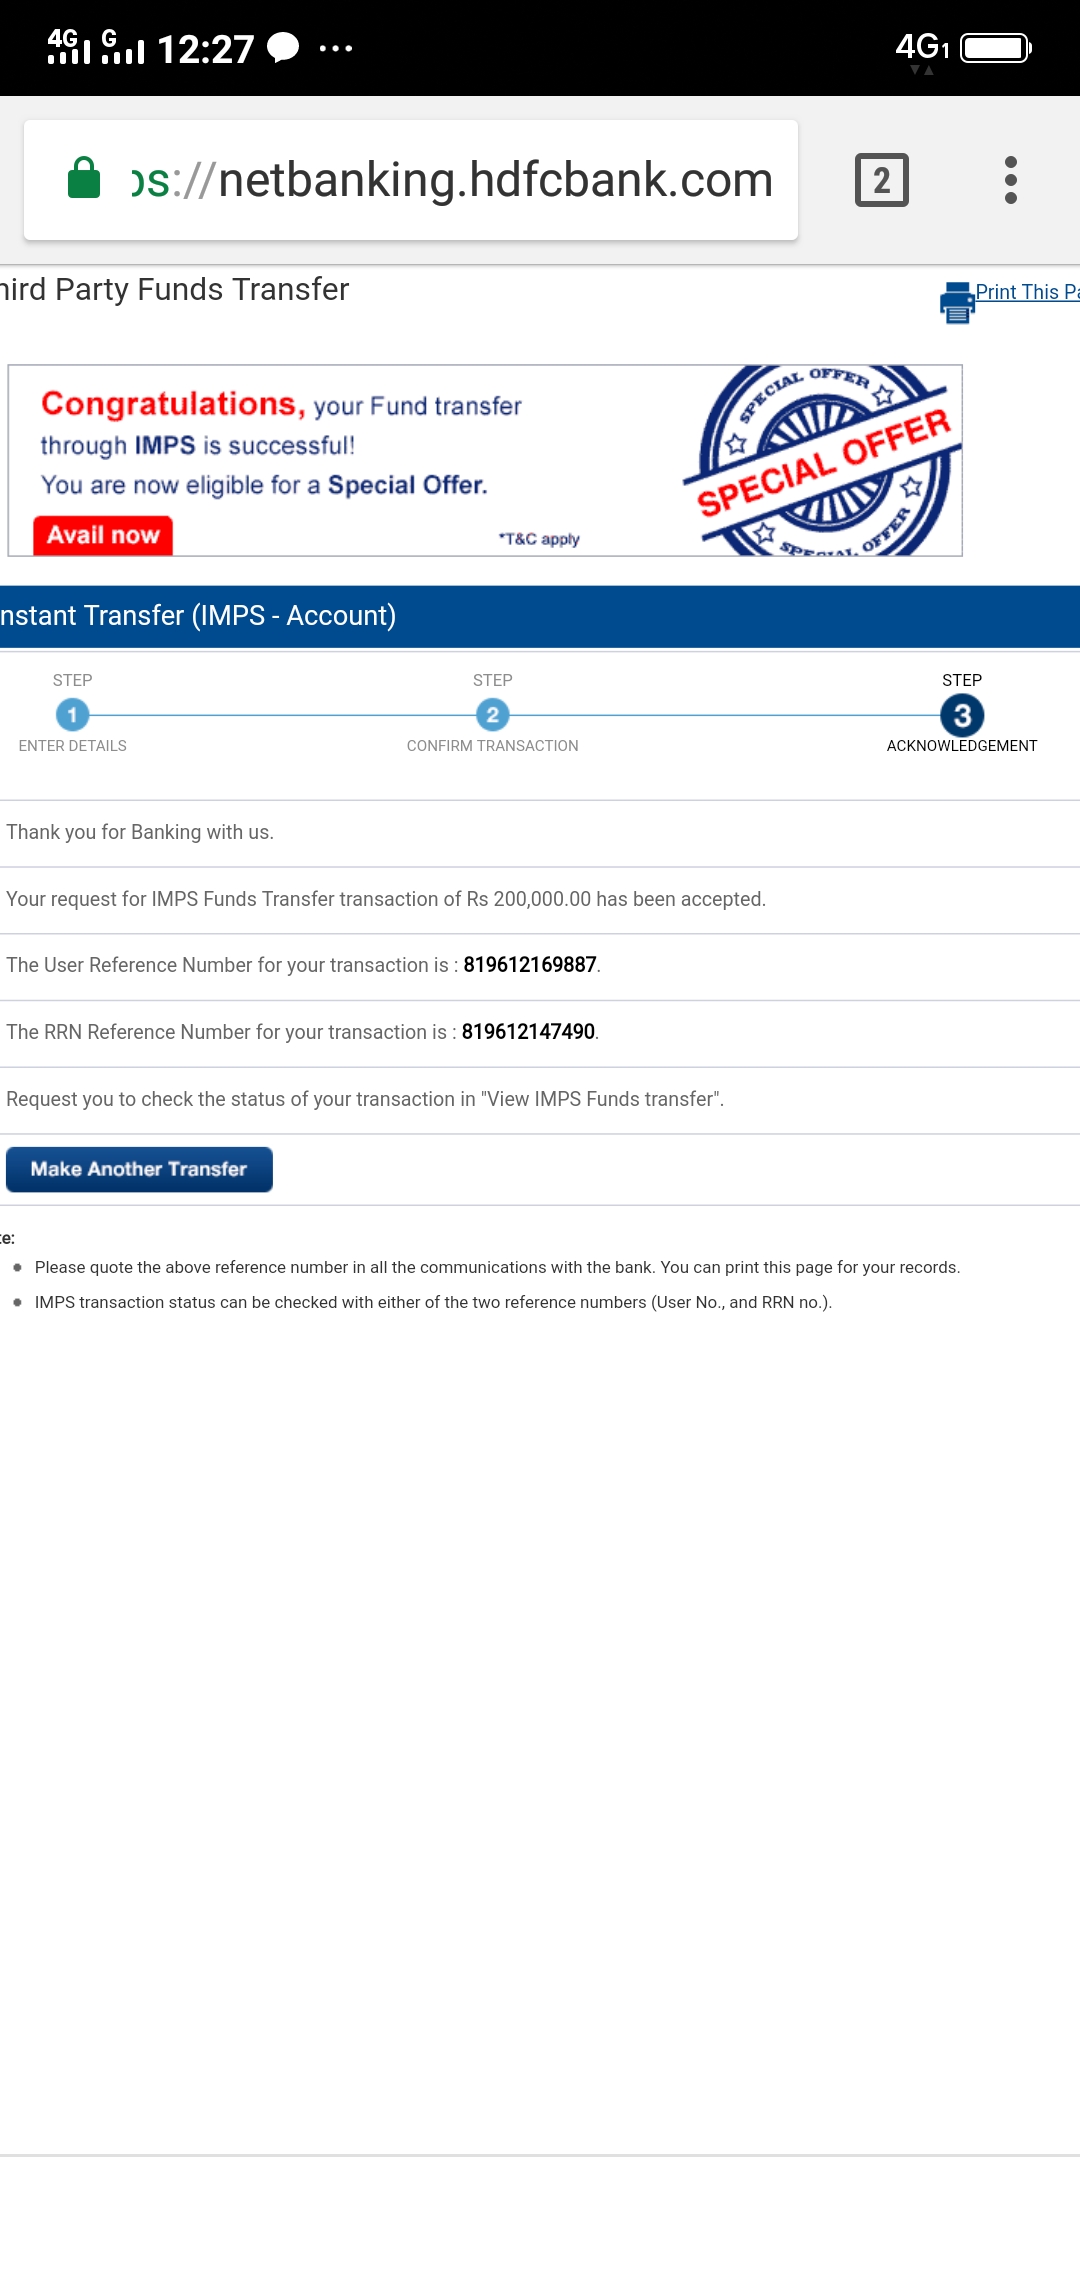 4G G 12:27 ... 4G1
ps://netbanking.hdfcbank.com 2
hird Party Funds Transfer
Print This Pa
Congratulations, your Fund transfer
through IMPS is successful!
You are now eligible for a Special Offer.
Avail now
*T&C apply
SPECIAL OFFER
SPECIAL OFFER
SPECIAL OFFER
nstant Transfer (IMPS - Account)
STEP STEP STEP
1 2 3
ENTER DETAILS CONFIRM TRANSACTION ACKNOWLEDGEMENT
Thank you for Banking with us.
Your request for IMPS Funds Transfer transaction of Rs 200,000.00 has been accepted.
The User Reference Number for your transaction is : 819612169887.
The RRN Reference Number for your transaction is : 819612147490.
Request you to check the status of your transaction in "View IMPS Funds transfer".
Make Another Transfer
te:
• Please quote the above reference number in all the communications with the bank. You can print this page for your records.
• IMPS transaction status can be checked with either of the two reference numbers (User No., and RRN no.).